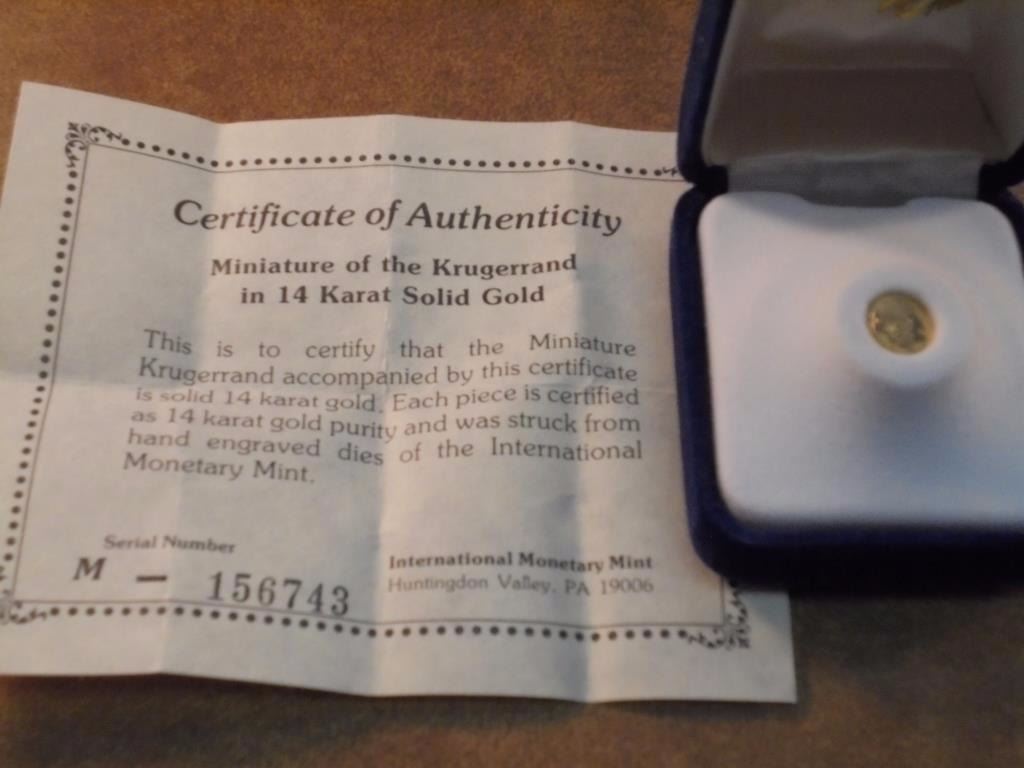 Certificate of Authenticity
Miniature of the Krugerrand
in 14 Karat Solid Gold
This is to certify that the Miniature
Krugerrand accompanied by this certificate
is solid 14 karat gold. Each piece is certified
as 14 karat gold purity and was struck from
hand engraved dies of the International
Monetary Mint.
Serial Number
M — 156743
International Monetary Mint
Huntingdon Valley, PA 19006